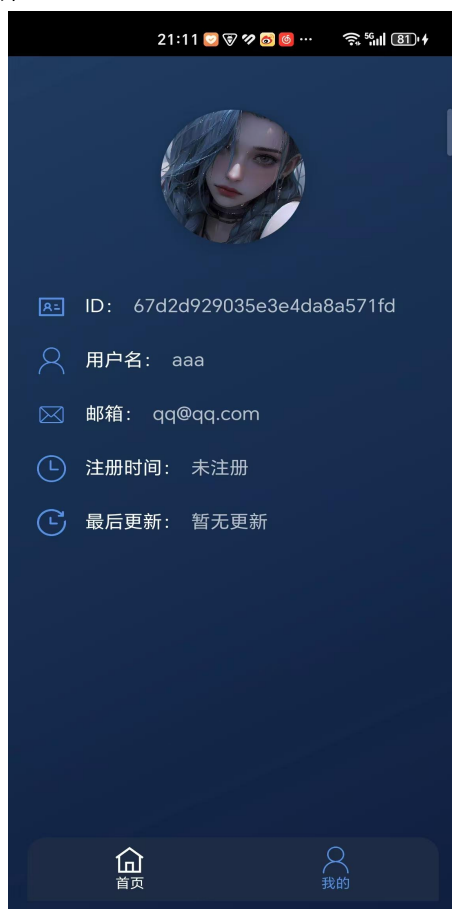 21:11 5G 81
ID： 67d2d929035e3e4da8a571fd
用户名： aaa
邮箱： qq@qq.com
注册时间： 未注册
最后更新： 暂无更新
首页 我的